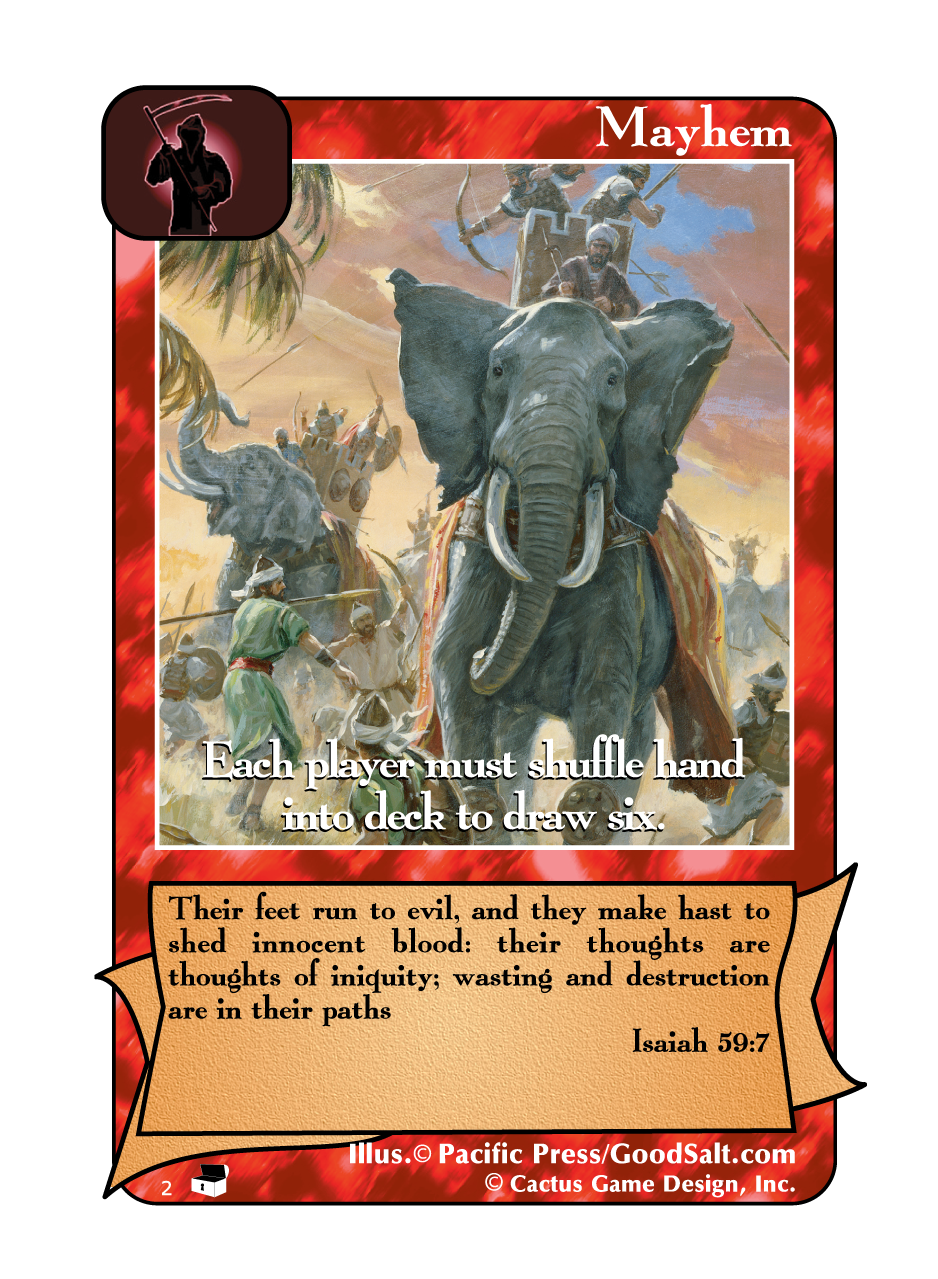 Mayhem
Each player must shuffle hand
into deck to draw six.
Their feet run to evil, and they make hast to
shed innocent blood: their thoughts are
thoughts of iniquity; wasting and destruction
are in their paths
Isaiah 59:7
Illus.© Pacific Press/GoodSalt.com
2
© Cactus Game Design, Inc.